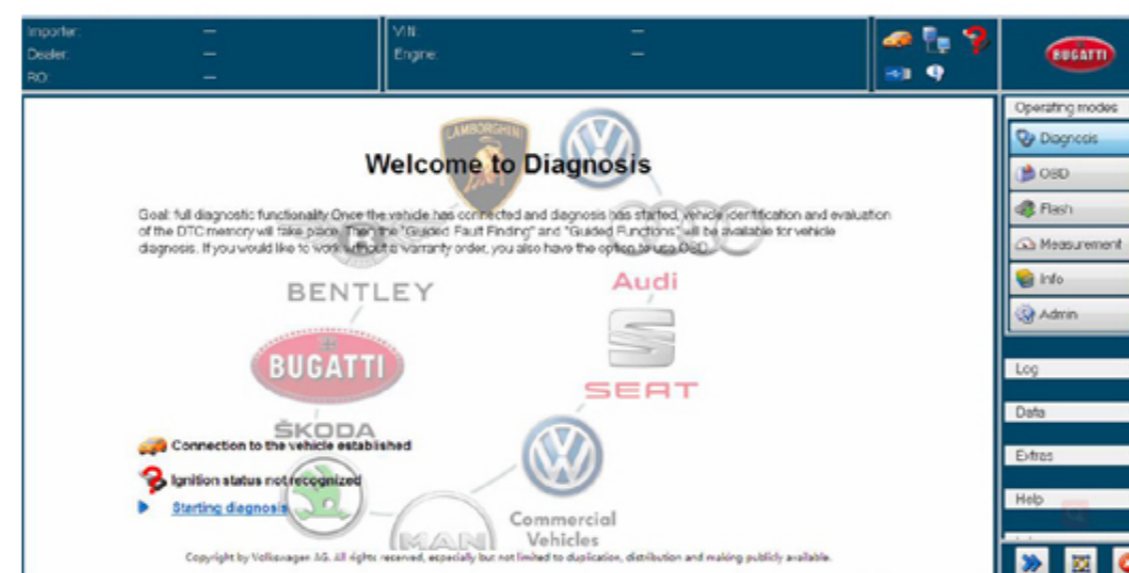 Importer: —
Dealer: —
RO: —
VIN: —
Engine: —
BUGATTI
Operating modes
Diagnosis
OBD
Flash
Measurement
Info
Admin
Log
Data
Extras
Help
LAMBORGHINI
Welcome to Diagnosis
Goal: full diagnostic functionality.Once the vehicle has connected and diagnosis has started, vehicle identification and evaluation
of the DTC memory will take place. Then the "Guided Fault Finding" and "Guided Functions" will be available for vehicle
diagnosis. If you would like to work without a warranty order, you also have the option to use OBD.
BENTLEY
Audi
BUGATTI
SEAT
ŠKODA
Connection to the vehicle established
Ignition status not recognized
Starting diagnosis
MAN
Commercial
Vehicles
Copyright by Volkswagen AG. All rights received, especially but not limited to duplication, distribution and making publicly available.